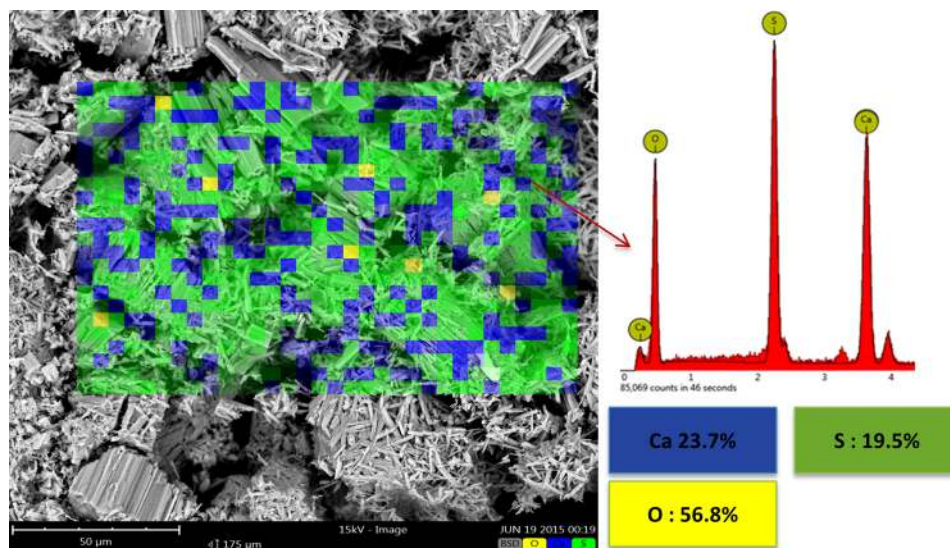 S
O
Ca
Ca
0 1 2 3 4
85,069 counts in 46 seconds
Ca 23.7%
S : 19.5%
O : 56.8%
50 µm
175 µm
15kV - Image
JUN 19 2015 00:19
BSD O Ca S